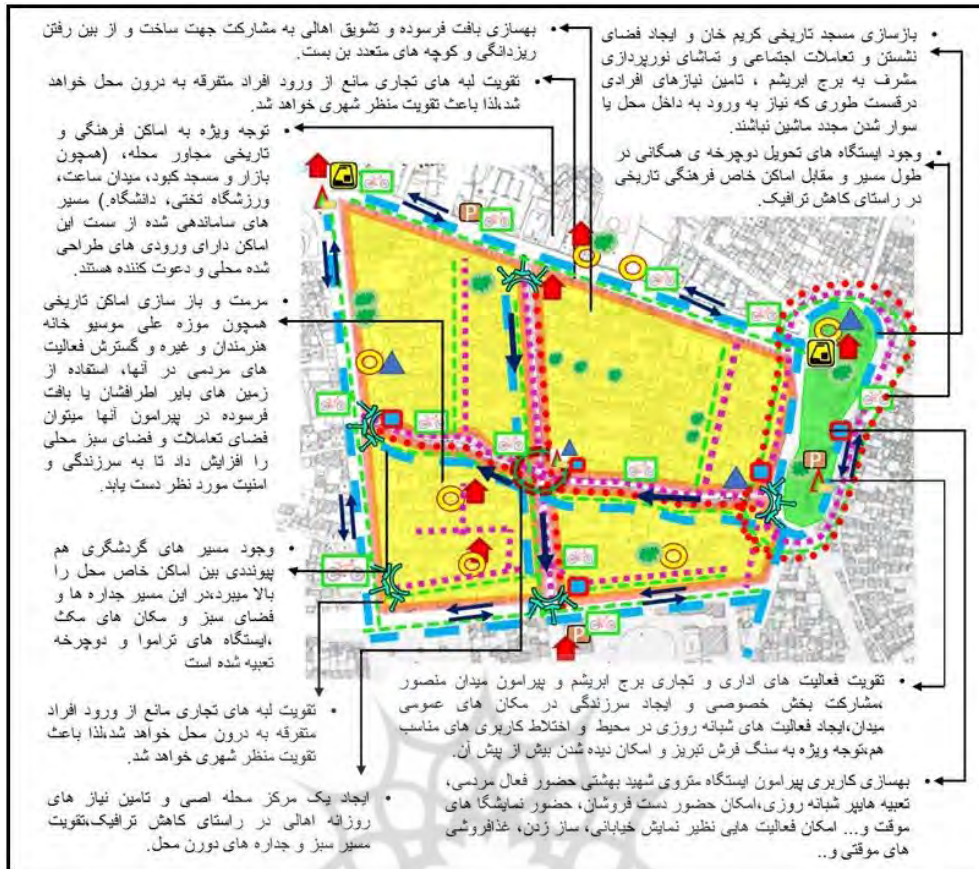 • بازسازی مسجد تاریخی کریم خان و ایجاد فضای
نشستن و تعاملات اجتماعی و تماشای نورپردازی
مشرف به برج ابریشم ، تامین نیازهای افرادی
درقسمت طوری که نیاز به ورود به داخل محل یا
سوار شدن مجدد ماشین نباشند.
• وجود ایستگاه های تحویل دوچرخه ی همگانی در
طول مسیر و مقابل اماکن خاص فرهنگی تاریخی
در راستای کاهش ترافیک.
• بهسازی بافت فرسوده و تشویق اهالی به مشارکت جهت ساخت و از بین رفتن
ریزدانگی و کوچه های متعدد بن بست.
• تقویت لبه های تجاری مانع از ورود افراد متفرقه به درون محل خواهد
شد،لذا باعث تقویت منظر شهری خواهد شد.
• توجه ویژه به اماکن فرهنگی و
تاریخی مجاور محله، (همچون
بازار و مسجد کبود، میدان ساعت،
ورزشگاه تختی، دانشگاه.) مسیر
های ساماندهی شده از سمت این
اماکن دارای ورودی های طراحی
شده محلی و دعوت کننده هستند.
• مرمت و باز سازی اماکن تاریخی
همچون موزه علی موسیو خانه
هنرمندان و غیره و گسترش فعالیت
های مردمی در آنها، استفاده از
زمین های بایر اطرافشان یا بافت
فرسوده در پیرامون آنها میتوان
فضای تعاملات و فضای سبز محلی
را افزایش داد تا به سرزندگی و
امنیت مورد نظر دست یابد.
• وجود مسیر های گردشگری هم
پیونددی بین اماکن خاص محل را
بالا میبرد،در این مسیر جداره ها و
فضای سبز و مکان های مکث
،ایستگاه های تراموا و دوچرخه
تعبیه شده است
• تقویت لبه های تجاری مانع از ورود افراد
متفرقه به درون محل خواهد شد،لذا باعث
تقویت منظر شهری خواهد شد.
• ایجاد یک مرکز محله اصی و تامین نیاز های
روزانه اهالی در راستای کاهش ترافیک،تقویت
مسیر سبز و جداره های دورن محل.
• تقویت فعالیت های اداری و تجاری برج ابریشم و پیرامون میدان منصور
،مشارکت بخش خصوصی و ایجاد سرزندگی در مکان های عمومی
میدان،ایجاد فعالیت های شبانه روزی در محیط و اختلاط کاربری های مناسب
هم،توجه ویژه به سنگ فرش تبریز و امکان دیده شدن بیش از پیش آن.
• بهسازی کاربری پیرامون ایستگاه متروی شهید بهشتی حضور فعال مردمی،
تعبیه هایپر شبانه روزی،امکان حضور دست فروشان، حضور نمایشگا های
موقت و... امکان فعالیت هایی نظیر نمایش خیابانی، ساز زدن، غذافروشی
های موقتی و..
P
P
P